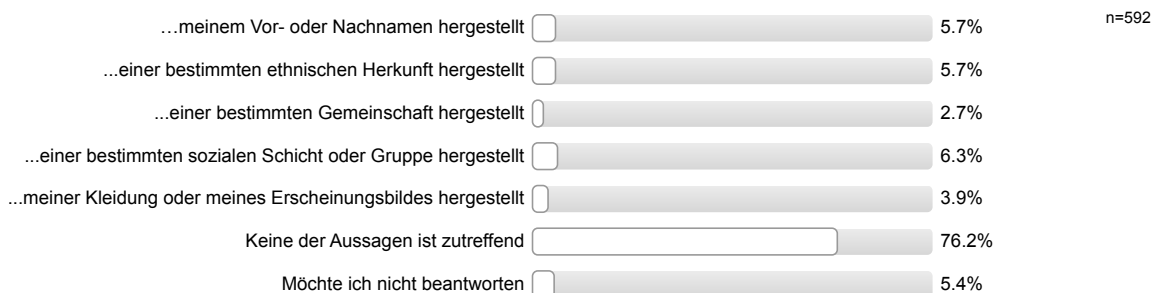 …meinem Vor- oder Nachnamen hergestellt 5.7% n=592
...einer bestimmten ethnischen Herkunft hergestellt 5.7%
...einer bestimmten Gemeinschaft hergestellt 2.7%
...einer bestimmten sozialen Schicht oder Gruppe hergestellt 6.3%
...meiner Kleidung oder meines Erscheinungsbildes hergestellt 3.9%
Keine der Aussagen ist zutreffend 76.2%
Möchte ich nicht beantworten 5.4%